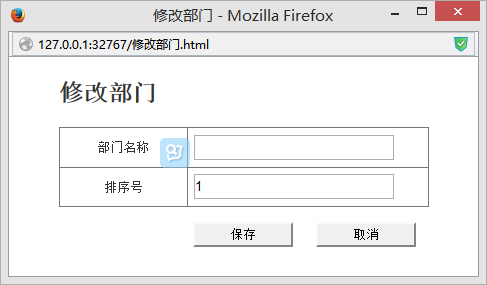 修改部门 - Mozilla Firefox
127.0.0.1:32767/修改部门.html
修改部门
部门名称
排序号 1
保存 取消